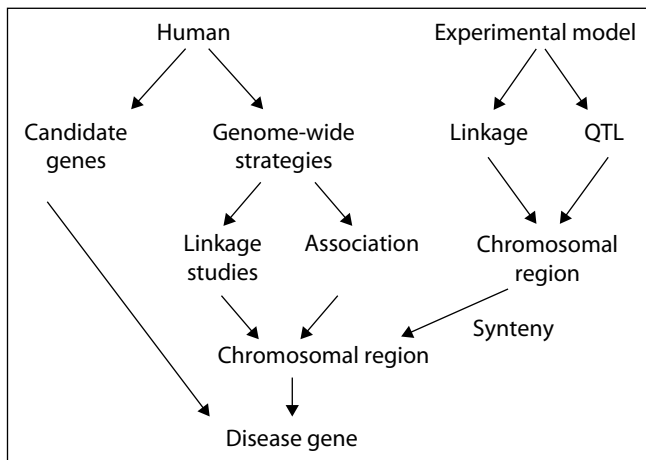 Human
Experimental model
Candidate
genes
Genome-wide
strategies
Linkage
QTL
Linkage
studies
Association
Chromosomal
region
Synteny
Chromosomal region
Disease gene